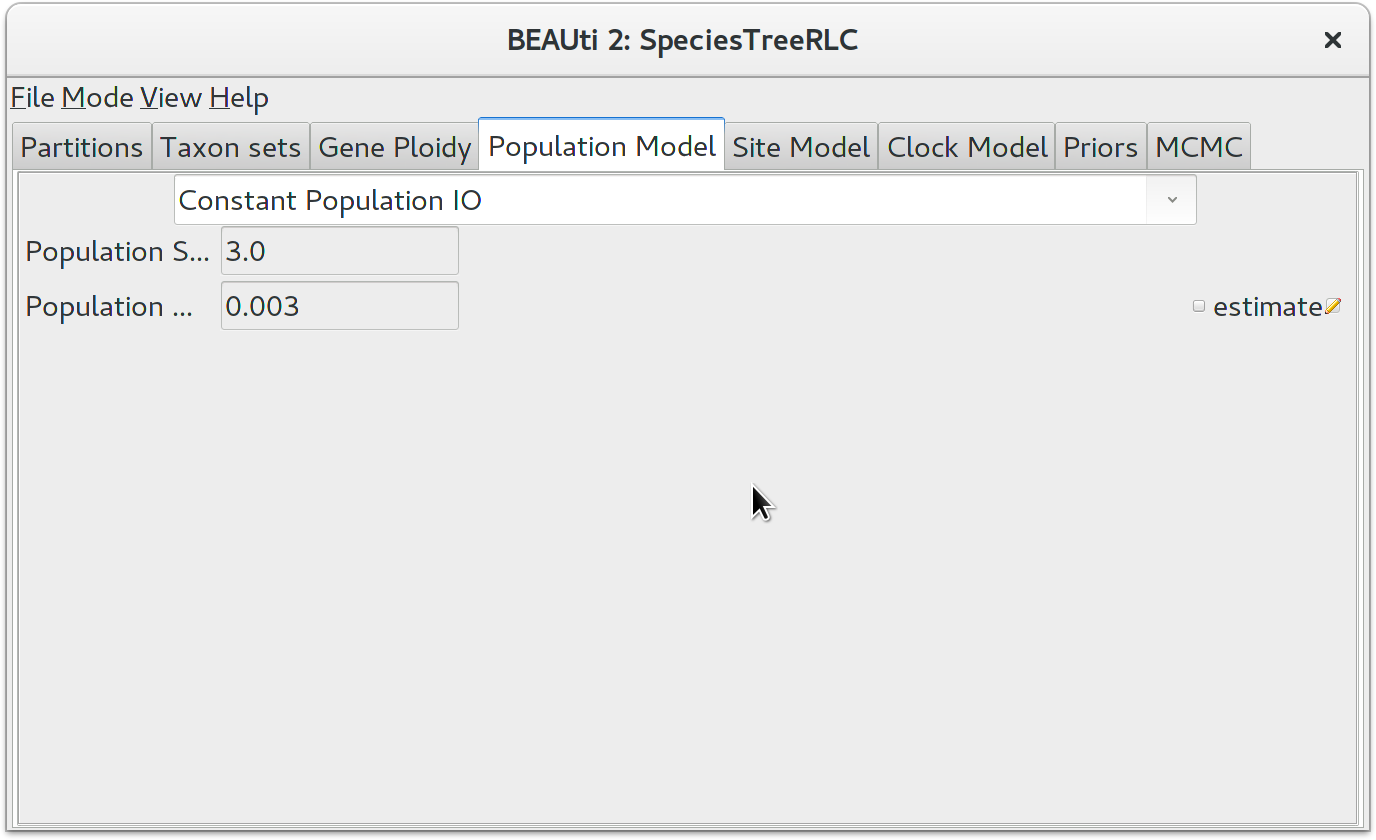 BEAUti 2: SpeciesTreeRLC
File Mode View Help
Partitions Taxon sets Gene Ploidy Population Model Site Model Clock Model Priors MCMC
Constant Population IO
Population S... 3.0
Population ... 0.003 estimate